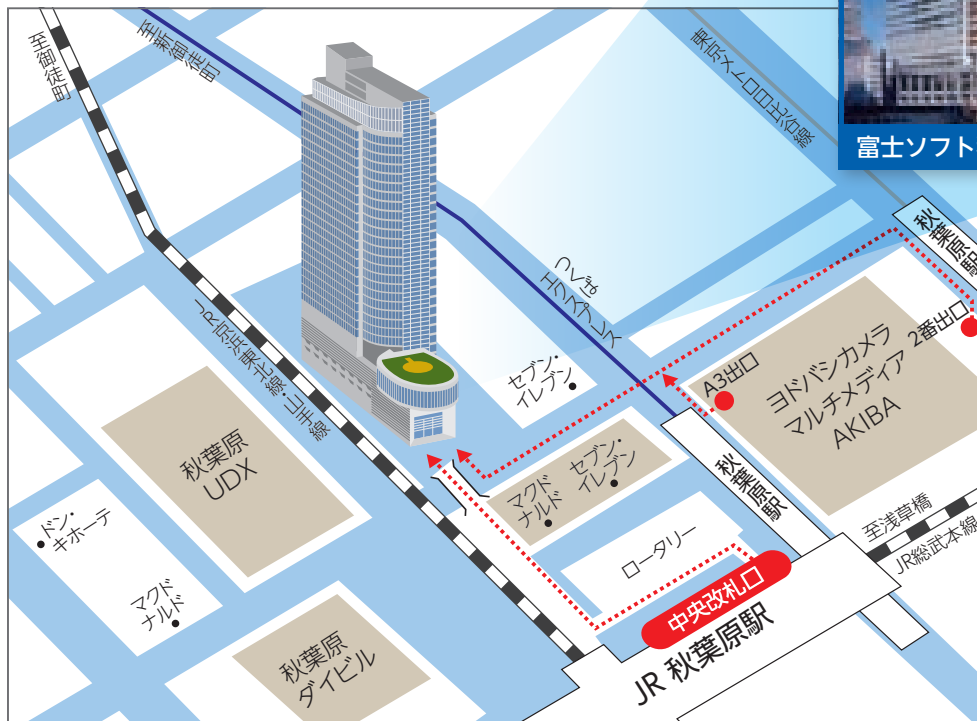 至御徒町
至新御徒町
東京メトロ日比谷線
富士ソフト
秋葉原駅
つくば
エクスプレス
2番出口
A3出口
ヨドバシカメラ
マルチメディア
AKIBA
セブン・
イレブン
JR京浜東北線・山手線
秋葉原
UDX
マクド
ナルド
セブン・
イレブン
秋葉原駅
至浅草橋
JR総武本線
ドン・
キホーテ
ロータリー
マクド
ナルド
中央改札口
JR 秋葉原駅
秋葉原
ダイビル